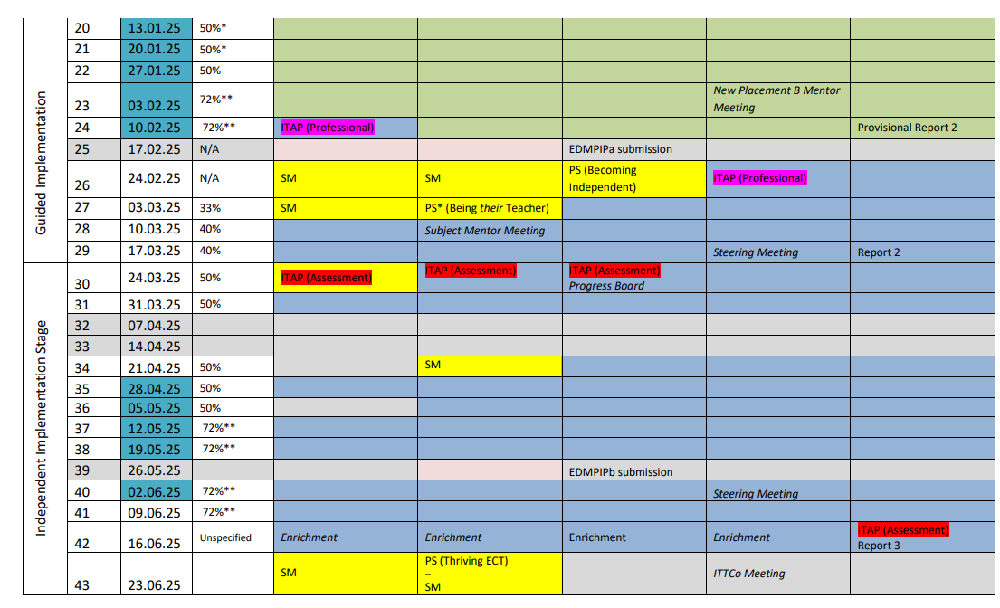 Guided Implementation
20 13.01.25 50%*
21 20.01.25 50%*
22 27.01.25 50%
23 03.02.25 72%** New Placement B Mentor
Meeting
24 10.02.25 72%** ITAP (Professional) Provisional Report 2
25 17.02.25 N/A EDMPIPa submission
26 24.02.25 N/A SM SM PS (Becoming
Independent) ITAP (Professional)
27 03.03.25 33% SM PS* (Being their Teacher)
28 10.03.25 40% Subject Mentor Meeting
29 17.03.25 40% Steering Meeting Report 2
Independent Implementation Stage
30 24.03.25 50% ITAP (Assessment) ITAP (Assessment) ITAP (Assessment)
Progress Board
31 31.03.25 50%
32 07.04.25
33 14.04.25
34 21.04.25 50% SM
35 28.04.25 50%
36 05.05.25 50%
37 12.05.25 72%**
38 19.05.25 72%**
39 26.05.25 EDMPIPb submission
40 02.06.25 72%** Steering Meeting
41 09.06.25 72%**
42 16.06.25 Unspecified Enrichment Enrichment Enrichment Enrichment ITAP (Assessment)
Report 3
43 23.06.25 SM PS (Thriving ECT)
--
SM ITTCo Meeting